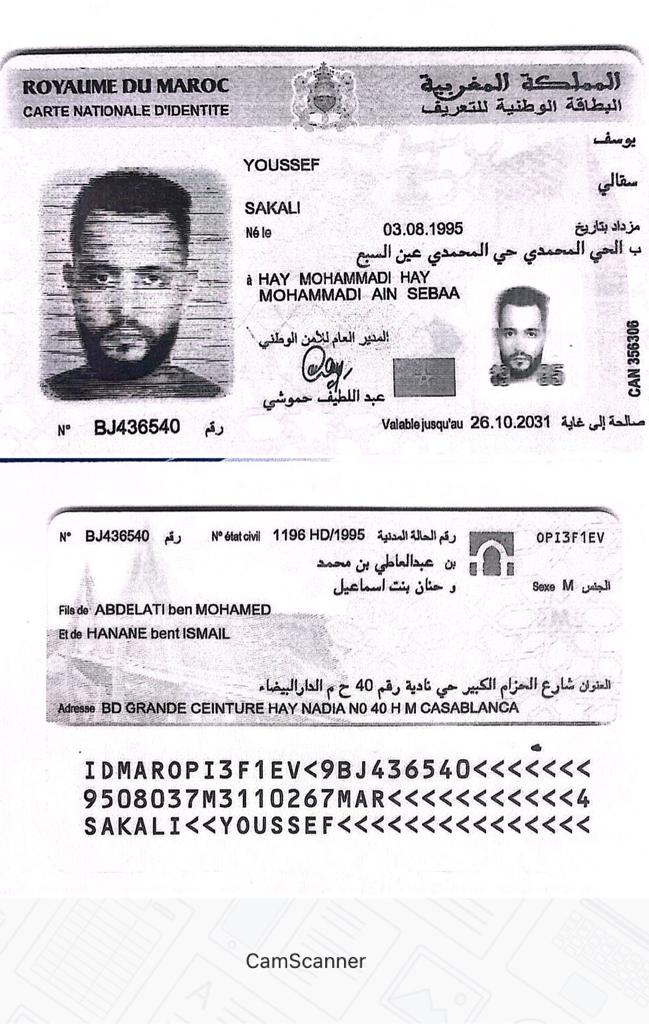 ROYAUME DU MAROC
المملكة المغربية
CARTE NATIONALE D'IDENTITE
البطاقة الوطنية للتعريف
يوسف
YOUSSEF
سقالي
SAKALI
Né le 03.08.1995 مزداد بتاريخ
ب الحي المحمدي حي المحمدي عين السبع
à HAY MOHAMMADI HAY
MOHAMMADI AIN SEBAA
المدير العام للأمن الوطني
عبد اللطيف حموشي
CAN 356306
N° BJ436540 رقم
Valable jusqu'au 26.10.2031 صالحة إلى غاية
N° BJ436540 رقم
N° état civil 1196 HD/1995 رقم الحالة المدنية
OPI3F1EV
بن عبدالعاطي بن محمد
و حنان بنت اسماعيل
Sexe M الجنس
Fils de ABDELATI ben MOHAMED
Et de HANANE bent ISMAIL
العنوان شارع الحزام الكبير حي نادية رقم 40 ح م الدارالبيضاء
Adresse BD GRANDE CEINTURE HAY NADIA N0 40 H M CASABLANCA
IDMAROPI3F1EV<9BJ436540<<<<<<<
9508037M3110267MAR<<<<<<<<<<<4
SAKALI<<YOUSSEF<<<<<<<<<<<<<<<
CamScanner